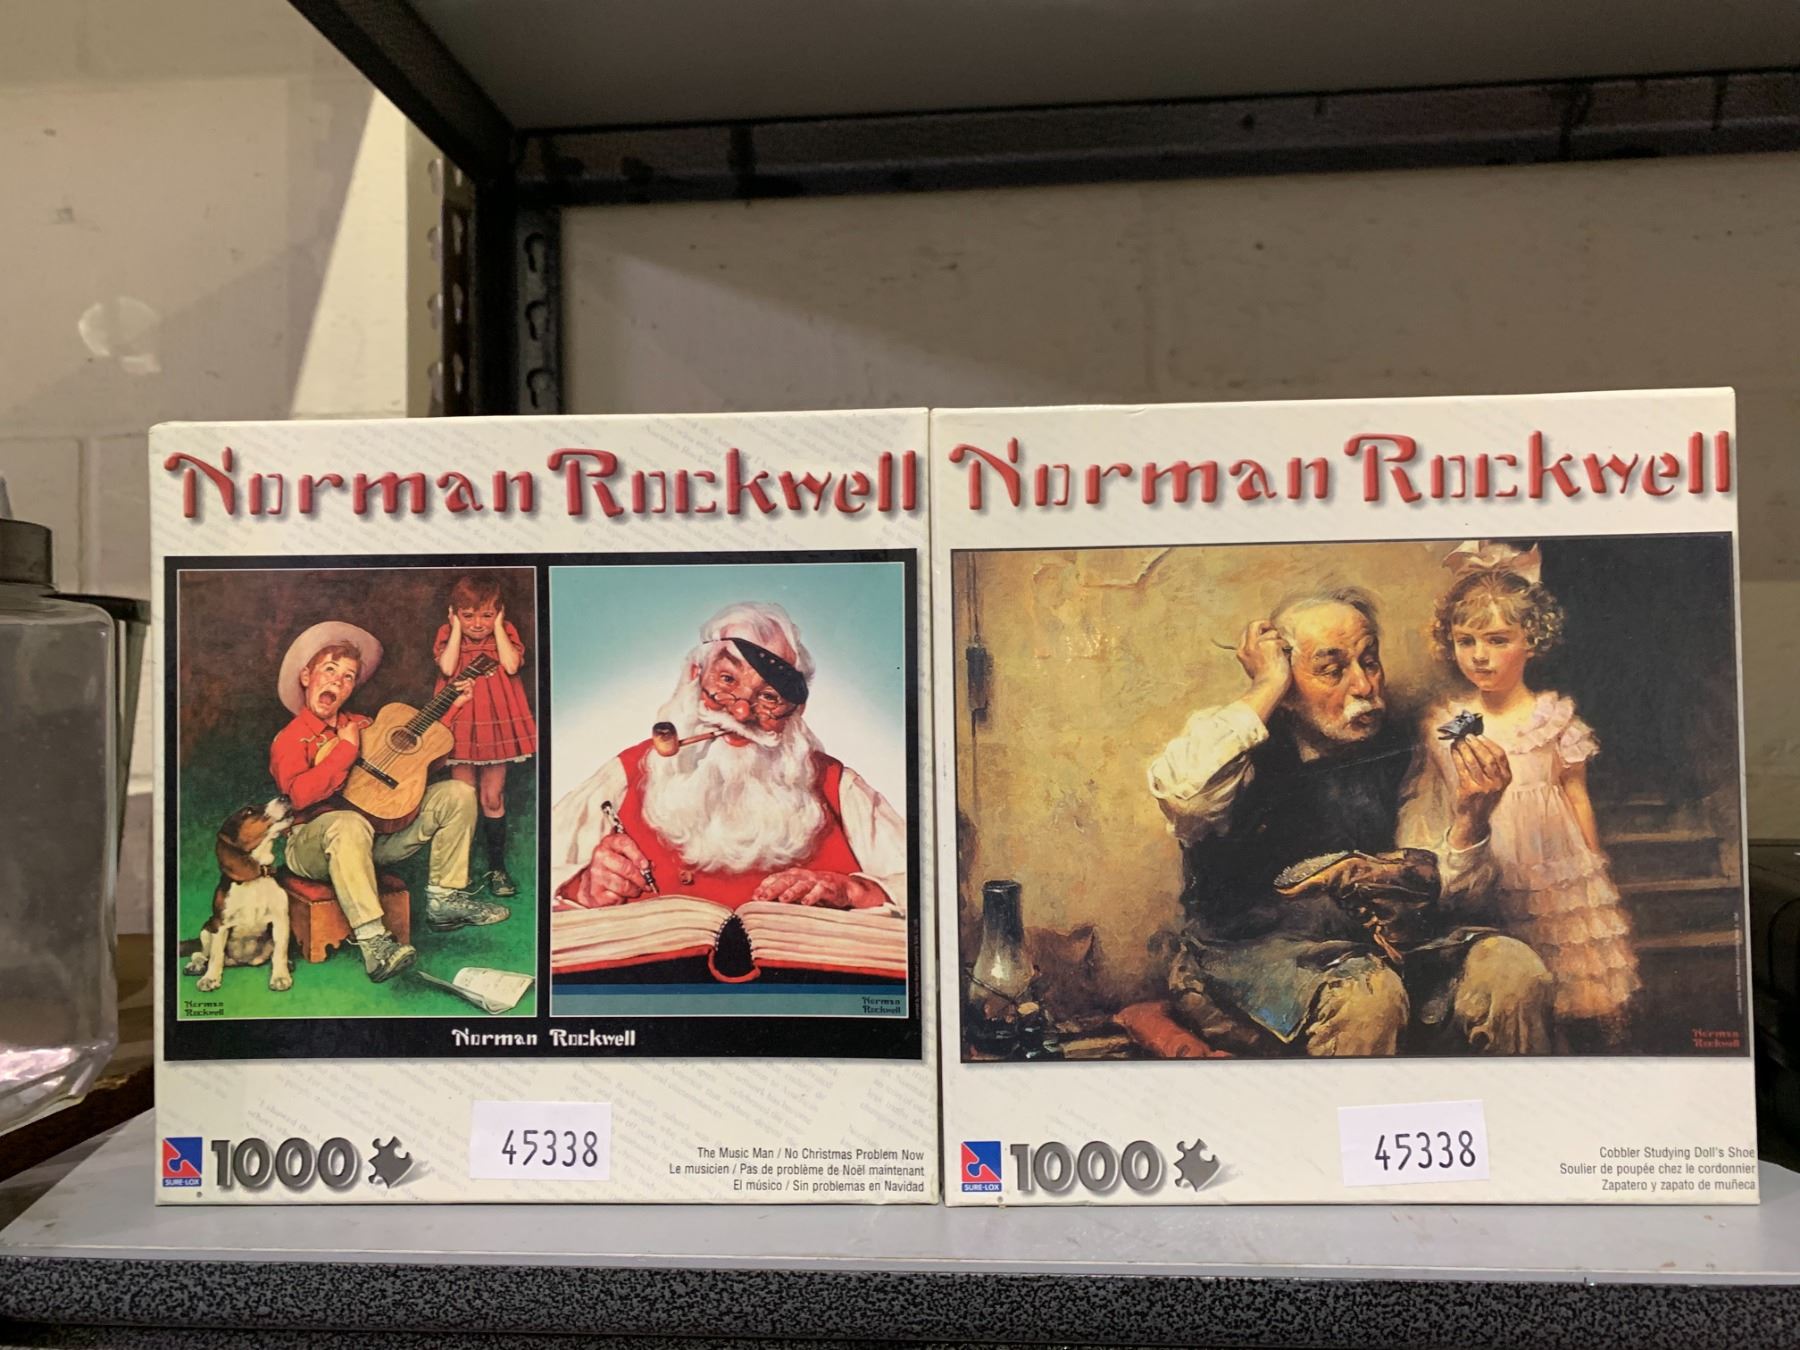 Norman Rockwell
Norman
Rockwell
Norman
Rockwell
Norman Rockwell
SURE-LOX
1000
45338
The Music Man / No Christmas Problem Now
Le musicien / Pas de problème de Noël maintenant
El músico / Sin problemas en Navidad
Norman Rockwell
Norman
Rockwell
SURE-LOX
1000
45338
Cobbler Studying Doll's Shoe
Soulier de poupée chez le cordonnier
Zapatero y zapato de muñeca